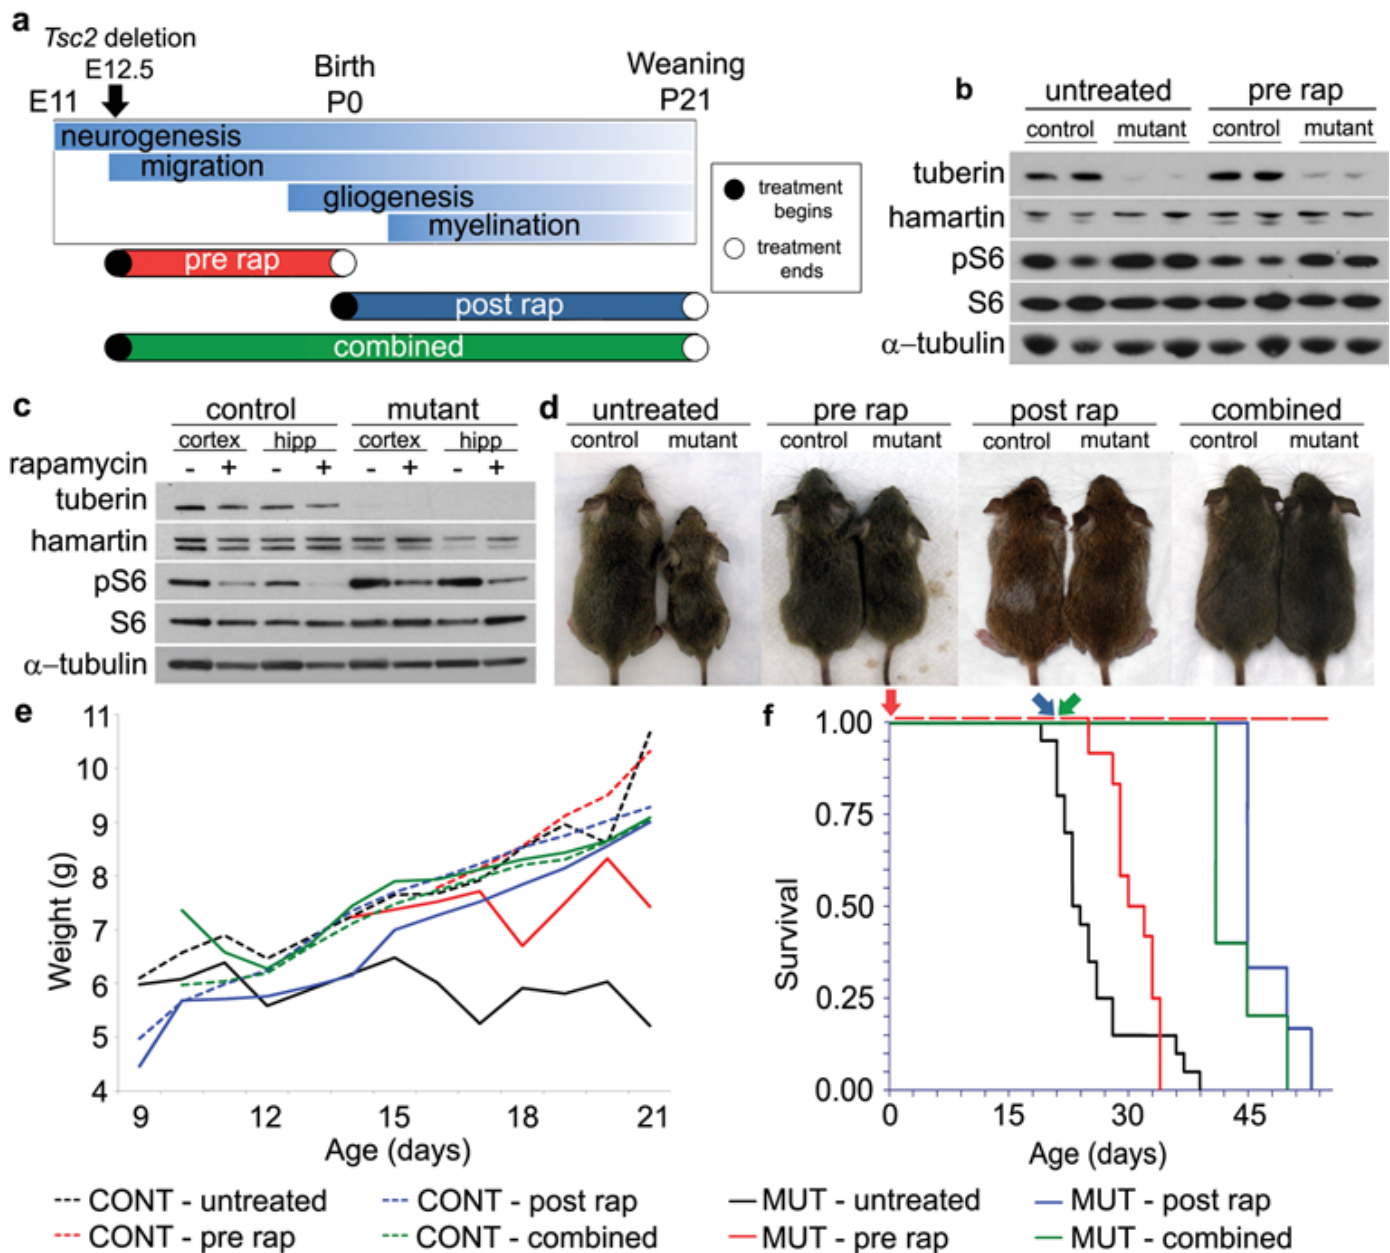 a
Tsc2 deletion
E12.5
Birth
Weaning
E11
P0
P21
neurogenesis
migration
gliogenesis
myelination
pre rap
post rap
combined
treatment
begins
treatment
ends
b
untreated
pre rap
control
mutant
control
mutant
tuberin
hamartin
pS6
S6
α–tubulin
c
control
mutant
cortex
hipp
cortex
hipp
rapamycin
- + - + - + - +
tuberin
hamartin
pS6
S6
α–tubulin
d
untreated
pre rap
post rap
combined
control mutant
control mutant
control mutant
control mutant
e
11
10
9
8
7
6
5
4
Weight (g)
9 12 15 18 21
Age (days)
f
1.00
0.75
0.50
0.25
0.00
Survival
0 15 30 45
Age (days)
CONT - untreated
CONT - post rap
MUT - untreated
MUT - post rap
CONT - pre rap
CONT - combined
MUT - pre rap
MUT - combined